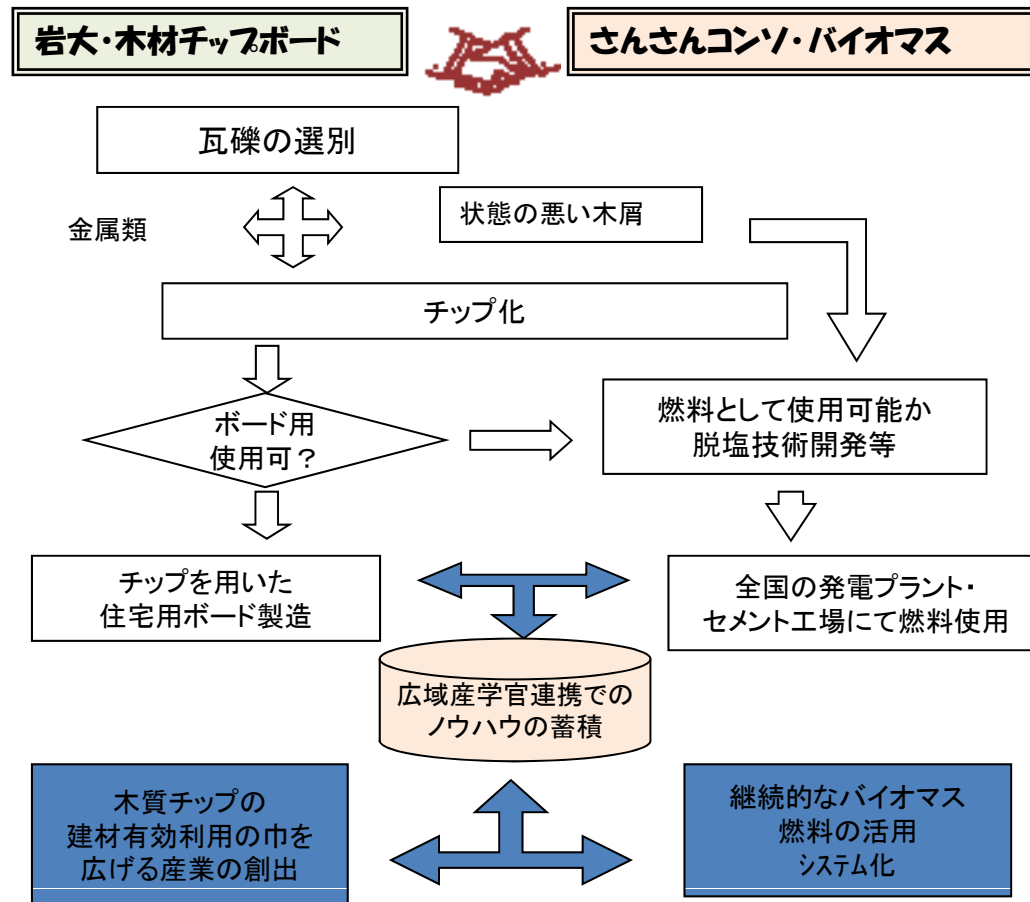 岩大・木材チップボード
さんさんコンソ・バイオマス
瓦礫の選別
金属類
状態の悪い木屑
チップ化
ボード用
使用可？
燃料として使用可能か
脱塩技術開発等
チップを用いた
住宅用ボード製造
全国の発電プラント・
セメント工場にて燃料使用
広域産学官連携での
ノウハウの蓄積
木質チップの
建材有効利用の巾を
広げる産業の創出
継続的なバイオマス
燃料の活用
システム化